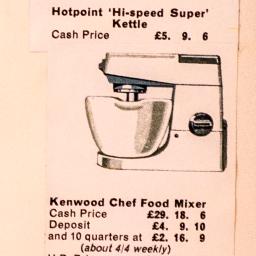 Hotpoint ‘Hi-speed Super’
Kettle
Cash Price £5. 9. 6
Kenwood Chef Food Mixer
Cash Price £29. 18. 6
Deposit £4. 9. 10
and 10 quarters at £2. 16. 9
(about 4/4 weekly)